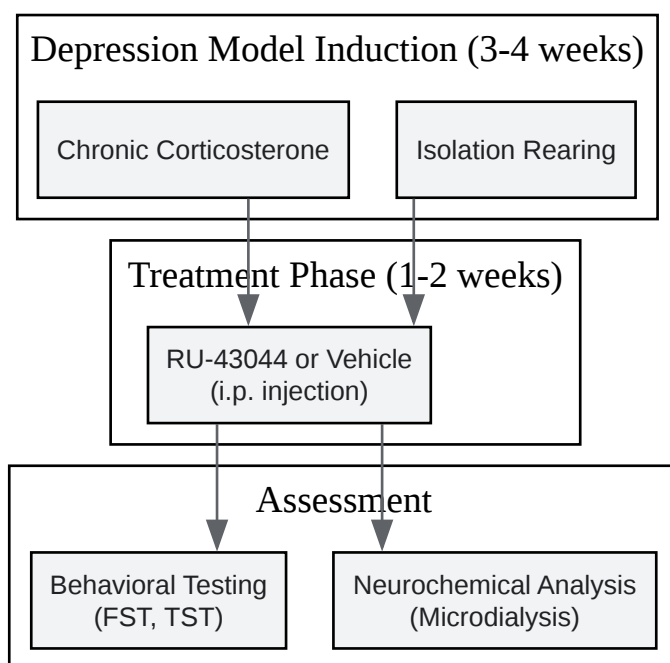 Depression Model Induction (3-4 weeks)
Chronic Corticosterone
Isolation Rearing
Treatment Phase (1-2 weeks)
RU-43044 or Vehicle
(i.p. injection)
Assessment
Behavioral Testing
(FST, TST)
Neurochemical Analysis
(Microdialysis)